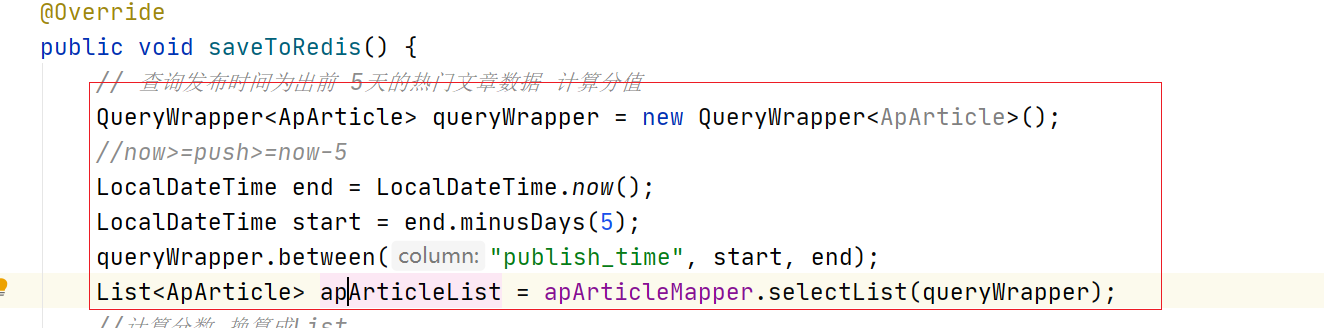 @Override
public void saveToRedis() {
// 查询发布时间为出前 5天的热门文章数据 计算分值
QueryWrapper<ApArticle> queryWrapper = new QueryWrapper<ApArticle>();
//now>=push>=now-5
LocalDateTime end = LocalDateTime.now();
LocalDateTime start = end.minusDays(5);
queryWrapper.between( column: "publish_time", start, end);
List<ApArticle> apArticleList = apArticleMapper.selectList(queryWrapper);
//计算分数 换算成List